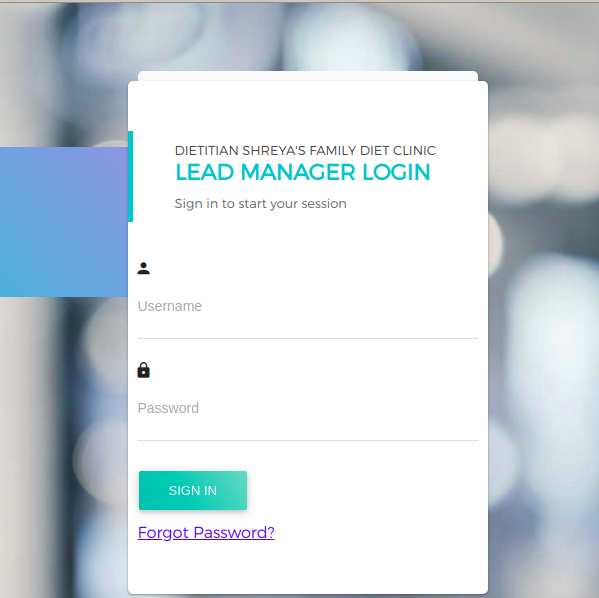 DIETITIAN SHREYA'S FAMILY DIET CLINIC
LEAD MANAGER LOGIN
Sign in to start your session
Username
Password
SIGN IN
Forgot Password?